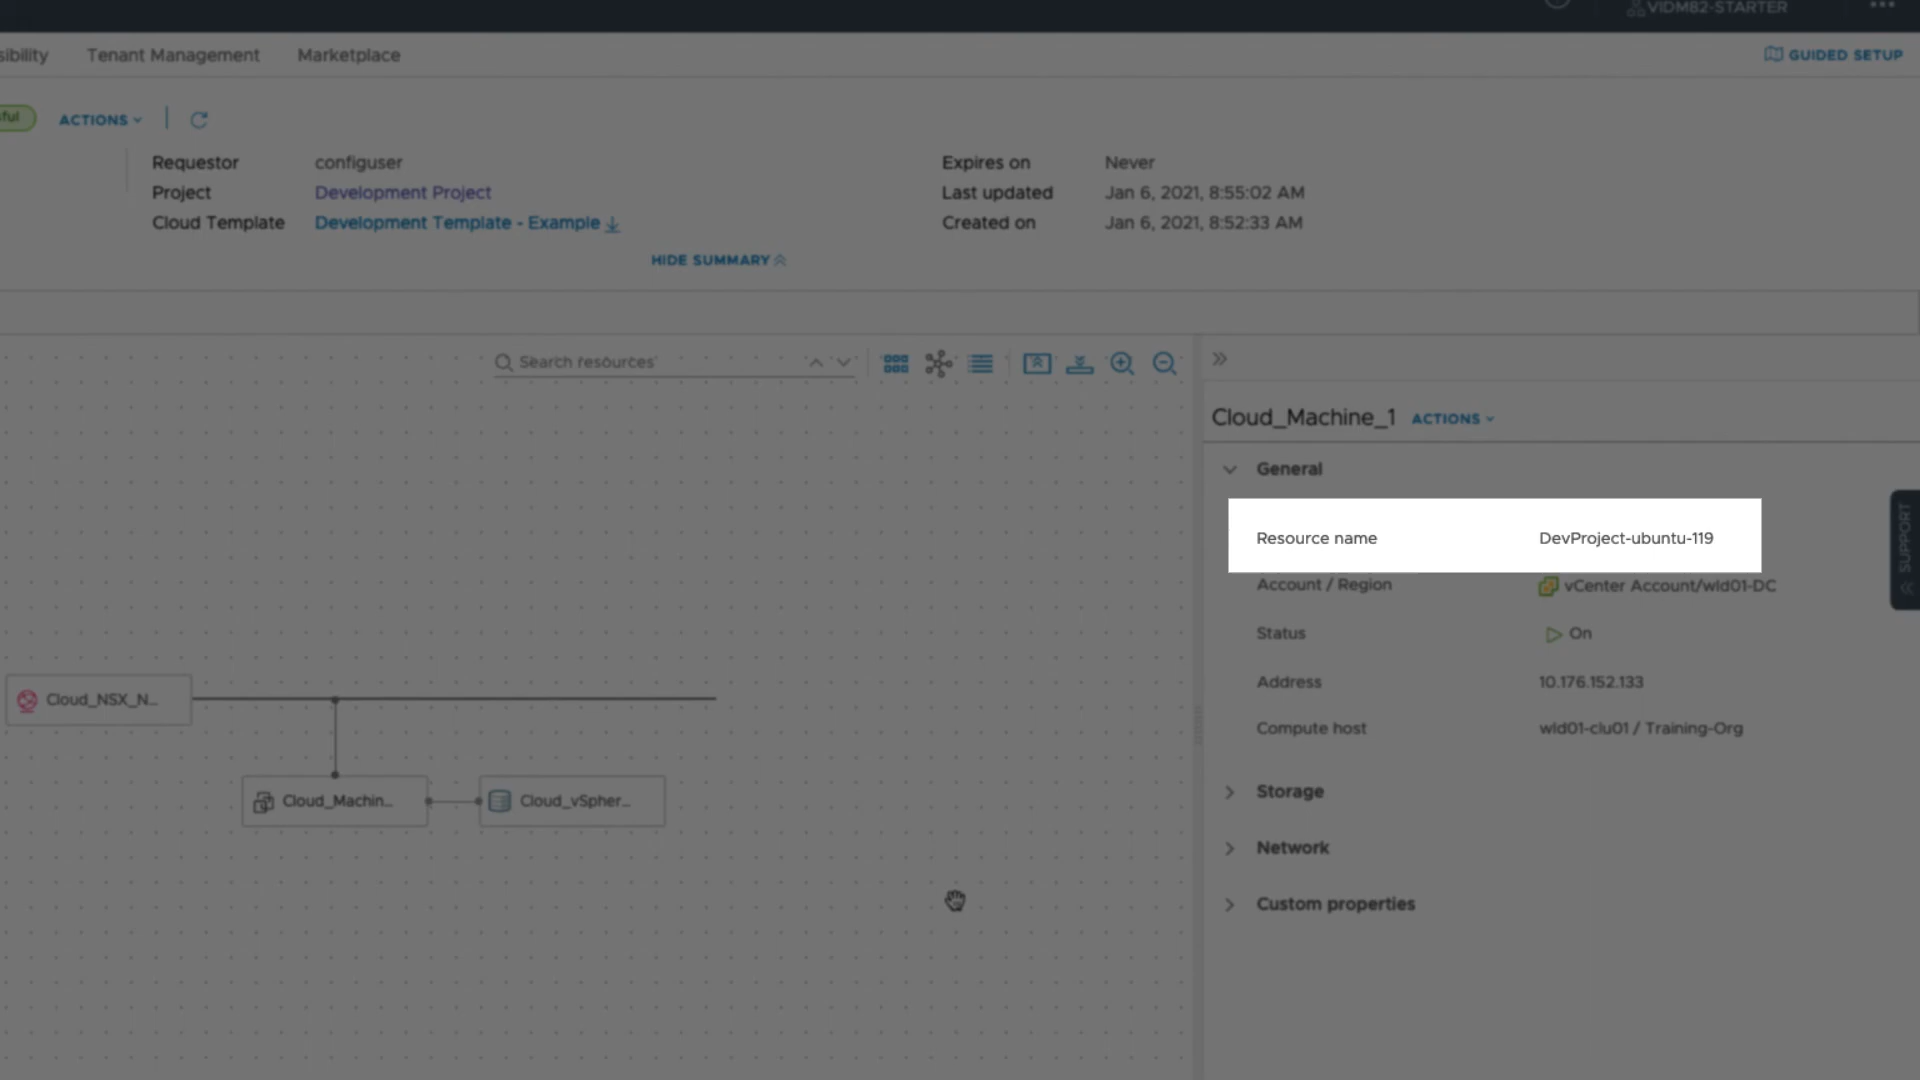 VIDM82-STARTER
sibility Tenant Management Marketplace GUIDED SETUP
sful ACTIONS
Requestor configuser Expires on Never
Project Development Project Last updated Jan 6, 2021, 8:55:02 AM
Cloud Template Development Template - Example Created on Jan 6, 2021, 8:52:33 AM
HIDE SUMMARY
Search resources
Cloud_Machine_1 ACTIONS
General
Resource name DevProject-ubuntu-119
Account / Region vCenter Account/wld01-DC
Status On
Address 10.176.152.133
Compute host wld01-clu01 / Training-Org
Storage
Network
Custom properties
Cloud_NSX_N...
Cloud_Machin... Cloud_vSpher...
SUPPORT